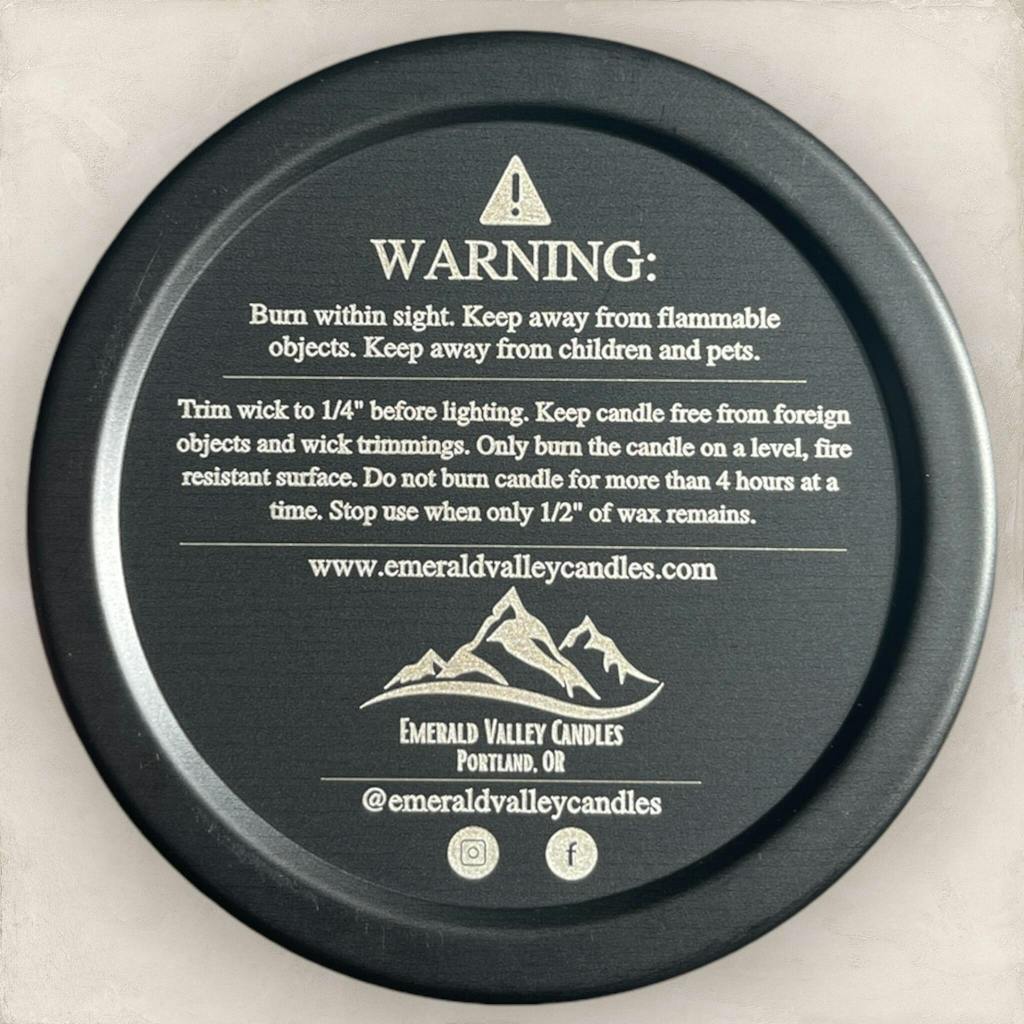 WARNING:
Burn within sight. Keep away from flammable
objects. Keep away from children and pets.
Trim wick to 1/4" before lighting. Keep candle free from foreign
objects and wick trimmings. Only burn the candle on a level, fire
resistant surface. Do not burn candle for more than 4 hours at a
time. Stop use when only 1/2" of wax remains.
www.emeraldvalleycandles.com
EMERALD VALLEY CANDLES
PORTLAND, OR
@emeraldvalleycandles